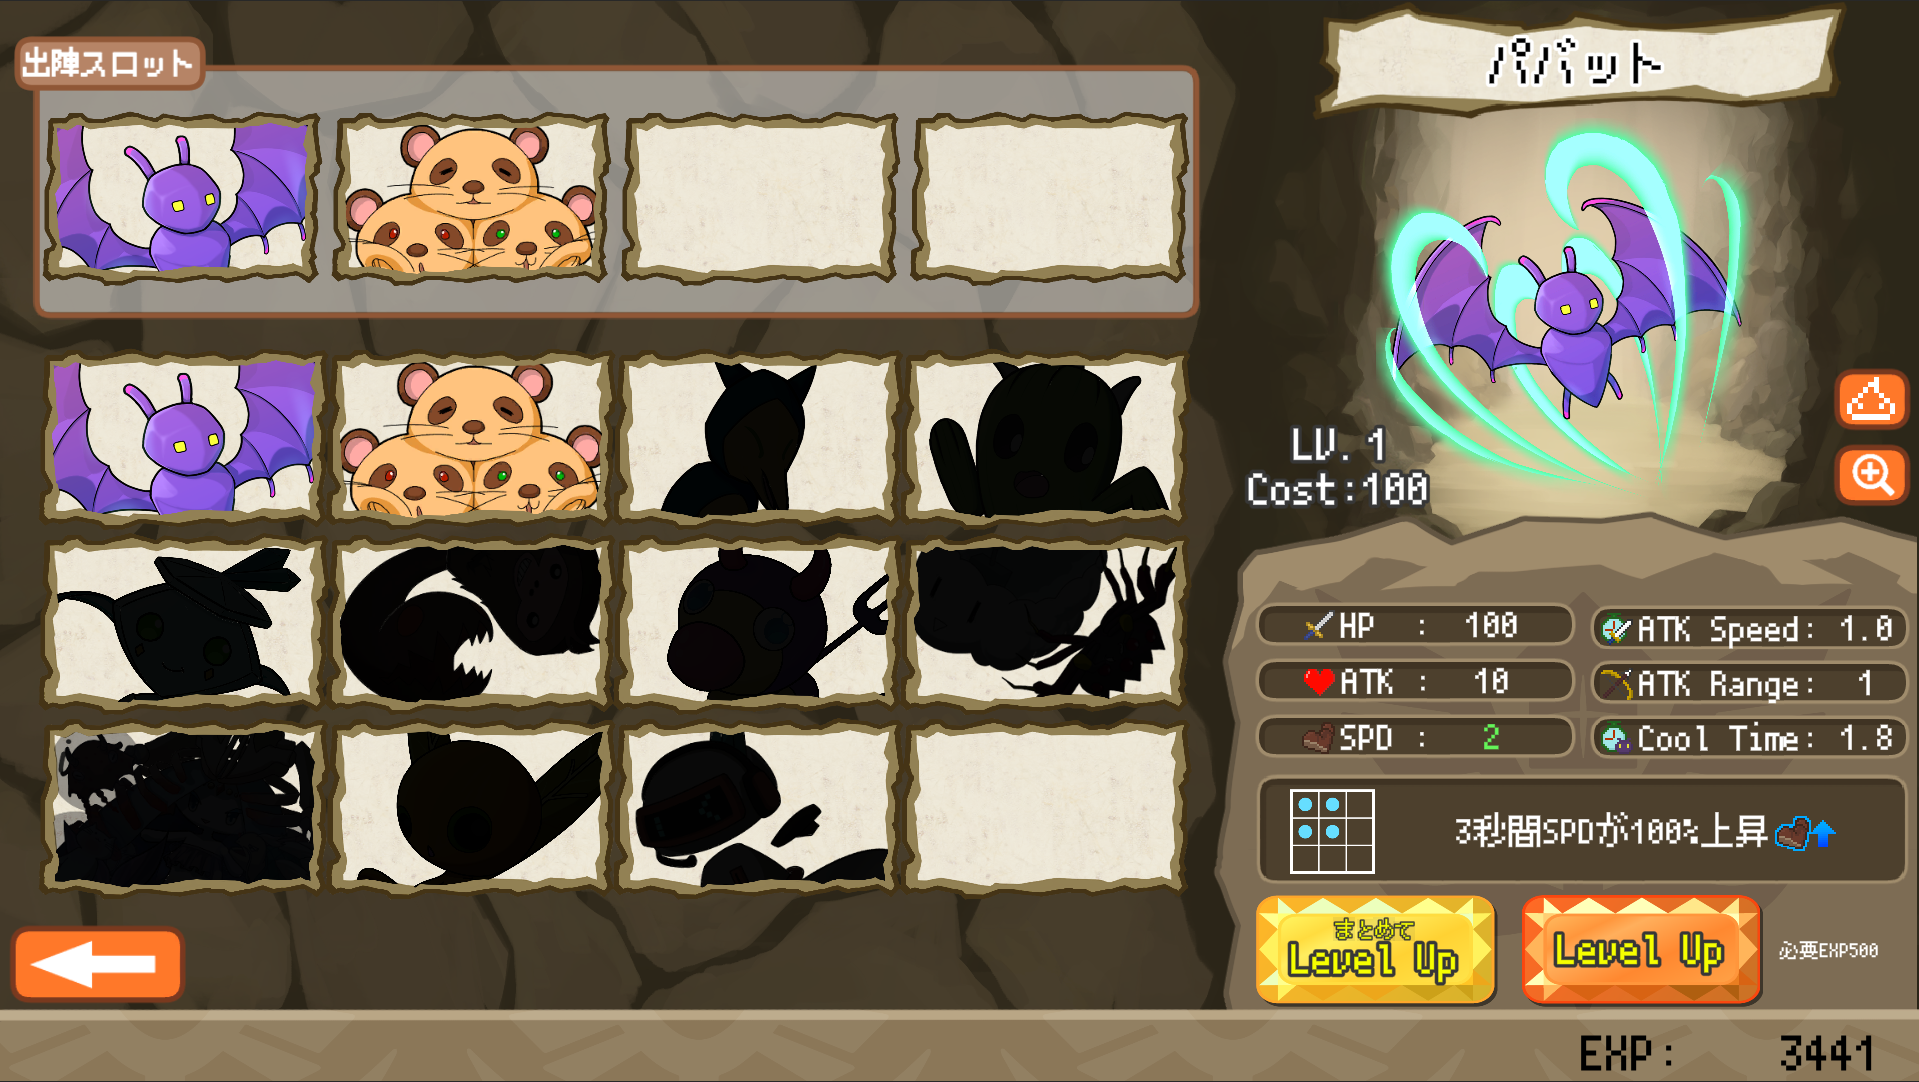 出陣スロット
パバット
LV. 1
Cost:100
HP : 100
ATK Speed: 1.0
ATK : 10
ATK Range: 1
SPD : 2
Cool Time: 1.8
3秒間SPDが100%上昇
まとめて
Level Up
Level Up
必要EXP500
EXP: 3441